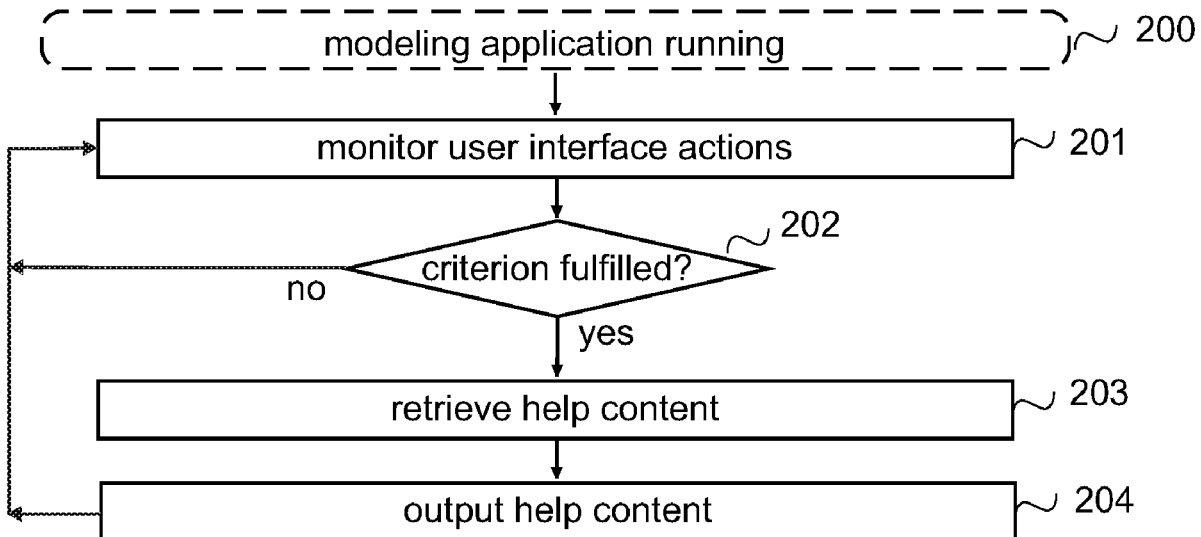 modeling application running 200
monitor user interface actions 201
202
criterion fulfilled?
no
yes
retrieve help content 203
output help content 204